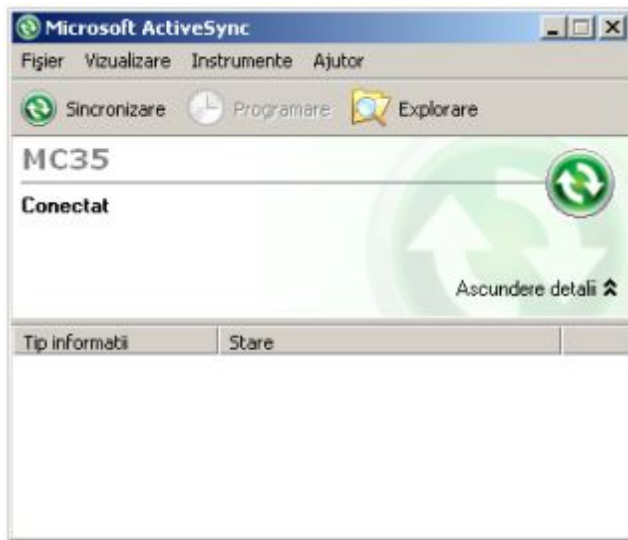 Microsoft ActiveSync
Fişier Vizualizare Instrumente Ajutor
Sincronizare Programare Explorare
MC35
Conectat
Ascundere detalii
Tip informatii Stare